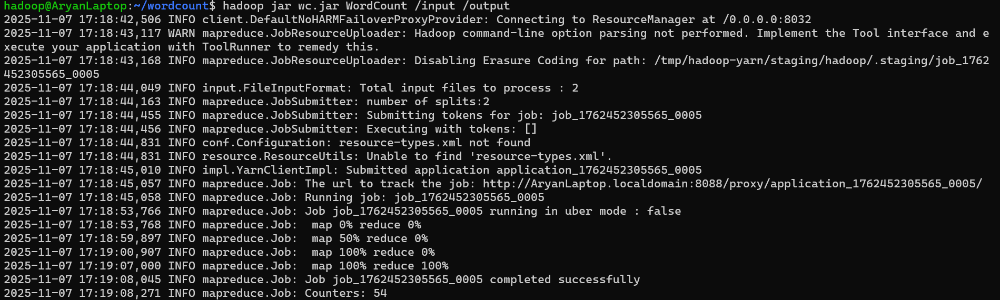 hadoop@AryanLaptop:~/wordcount$ hadoop jar wc.jar WordCount /input /output
2025-11-07 17:18:42,506 INFO client.DefaultNoHARMFailoverProxyProvider: Connecting to ResourceManager at /0.0.0.0:8032
2025-11-07 17:18:43,117 WARN mapreduce.JobResourceUploader: Hadoop command-line option parsing not performed. Implement the Tool interface and e
xecute your application with ToolRunner to remedy this.
2025-11-07 17:18:43,168 INFO mapreduce.JobResourceUploader: Disabling Erasure Coding for path: /tmp/hadoop-yarn/staging/hadoop/.staging/job_1762
452305565_0005
2025-11-07 17:18:44,049 INFO input.FileInputFormat: Total input files to process : 2
2025-11-07 17:18:44,163 INFO mapreduce.JobSubmitter: number of splits:2
2025-11-07 17:18:44,455 INFO mapreduce.JobSubmitter: Submitting tokens for job: job_1762452305565_0005
2025-11-07 17:18:44,456 INFO mapreduce.JobSubmitter: Executing with tokens: []
2025-11-07 17:18:44,831 INFO conf.Configuration: resource-types.xml not found
2025-11-07 17:18:44,831 INFO resource.ResourceUtils: Unable to find 'resource-types.xml'.
2025-11-07 17:18:45,010 INFO impl.YarnClientImpl: Submitted application application_1762452305565_0005
2025-11-07 17:18:45,057 INFO mapreduce.Job: The url to track the job: http://AryanLaptop.localdomain:8088/proxy/application_1762452305565_0005/
2025-11-07 17:18:45,058 INFO mapreduce.Job: Running job: job_1762452305565_0005
2025-11-07 17:18:53,766 INFO mapreduce.Job: Job job_1762452305565_0005 running in uber mode : false
2025-11-07 17:18:53,768 INFO mapreduce.Job:  map 0% reduce 0%
2025-11-07 17:18:59,897 INFO mapreduce.Job:  map 50% reduce 0%
2025-11-07 17:19:00,907 INFO mapreduce.Job:  map 100% reduce 0%
2025-11-07 17:19:07,000 INFO mapreduce.Job:  map 100% reduce 100%
2025-11-07 17:19:08,045 INFO mapreduce.Job: Job job_1762452305565_0005 completed successfully
2025-11-07 17:19:08,271 INFO mapreduce.Job: Counters: 54